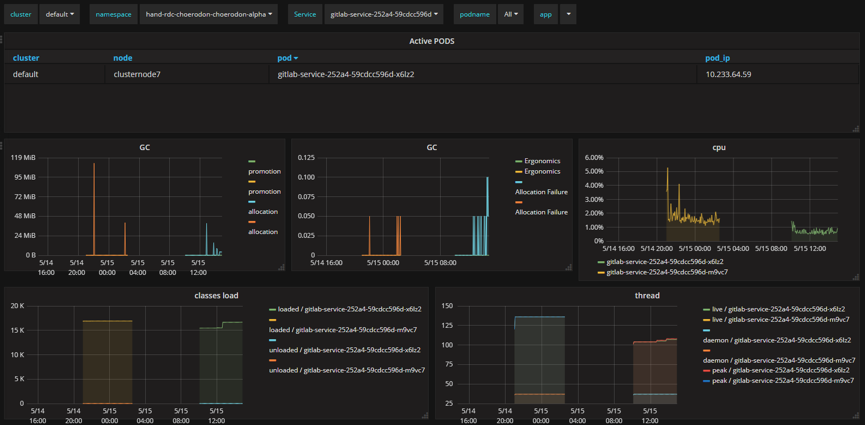 cluster default namespace hand-rdc-choerodon-choerodon-alpha Service gitlab-service-252a4-59cdcc596d podname All app
Active PODS
cluster node pod pod_ip
default clusternode7 gitlab-service-252a4-59cdcc596d-x6lz2 10.233.64.59
GC
119 MiB
95 MiB
72 MiB
48 MiB
24 MiB
0 B
5/14 5/14 5/15 5/15 5/15 5/15
16:00 20:00 00:00 04:00 08:00 12:00
promotion
promotion
allocation
allocation
GC
0.125
0.100
0.075
0.050
0.025
0
5/14 16:00 5/15 00:00 5/15 08:00
Ergonomics
Ergonomics
Allocation Failure
Allocation Failure
cpu
6.00%
5.00%
4.00%
3.00%
2.00%
1.00%
0%
5/14 16:00 5/14 20:00 5/15 00:00 5/15 04:00 5/15 08:00 5/15 12:00
gitlab-service-252a4-59cdcc596d-x6lz2
gitlab-service-252a4-59cdcc596d-m9vc7
classes load
20 K
15 K
10 K
5 K
0
5/14 5/14 5/15 5/15 5/15 5/15
16:00 20:00 00:00 04:00 08:00 12:00
loaded / gitlab-service-252a4-59cdcc596d-x6lz2
loaded / gitlab-service-252a4-59cdcc596d-m9vc7
unloaded / gitlab-service-252a4-59cdcc596d-x6lz2
unloaded / gitlab-service-252a4-59cdcc596d-m9vc7
thread
150
125
100
75
50
25
5/14 5/14 5/15 5/15 5/15 5/15
16:00 20:00 00:00 04:00 08:00 12:00
live / gitlab-service-252a4-59cdcc596d-x6lz2
live / gitlab-service-252a4-59cdcc596d-m9vc7
daemon / gitlab-service-252a4-59cdcc596d-x6lz2
daemon / gitlab-service-252a4-59cdcc596d-m9vc7
peak / gitlab-service-252a4-59cdcc596d-x6lz2
peak / gitlab-service-252a4-59cdcc596d-m9vc7